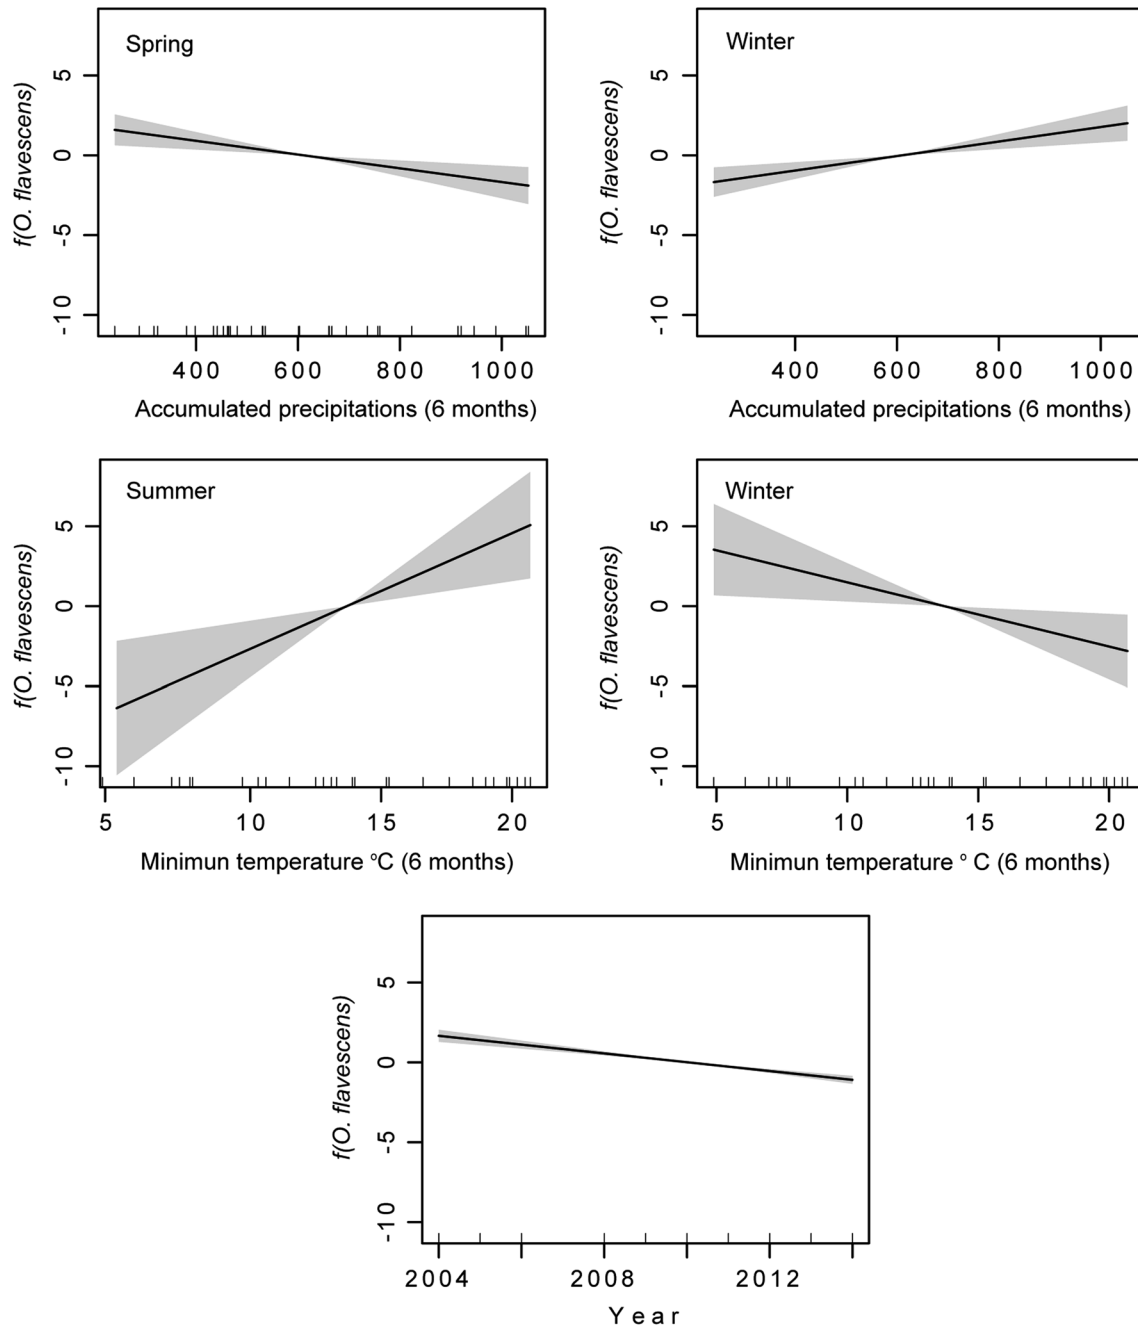 Spring
f(O. flavescens)
5
0
-5
-10
400 600 800 1000
Accumulated precipitations (6 months)
Winter
f(O. flavescens)
5
0
-5
-10
400 600 800 1000
Accumulated precipitations (6 months)
Summer
f(O. flavescens)
5
0
-5
-10
5 10 15 20
Minimun temperature ºC (6 months)
Winter
f(O. flavescens)
5
0
-5
-10
5 10 15 20
Minimun temperature º C (6 months)
f(O. flavescens)
5
0
-5
-10
2004 2008 2012
Year